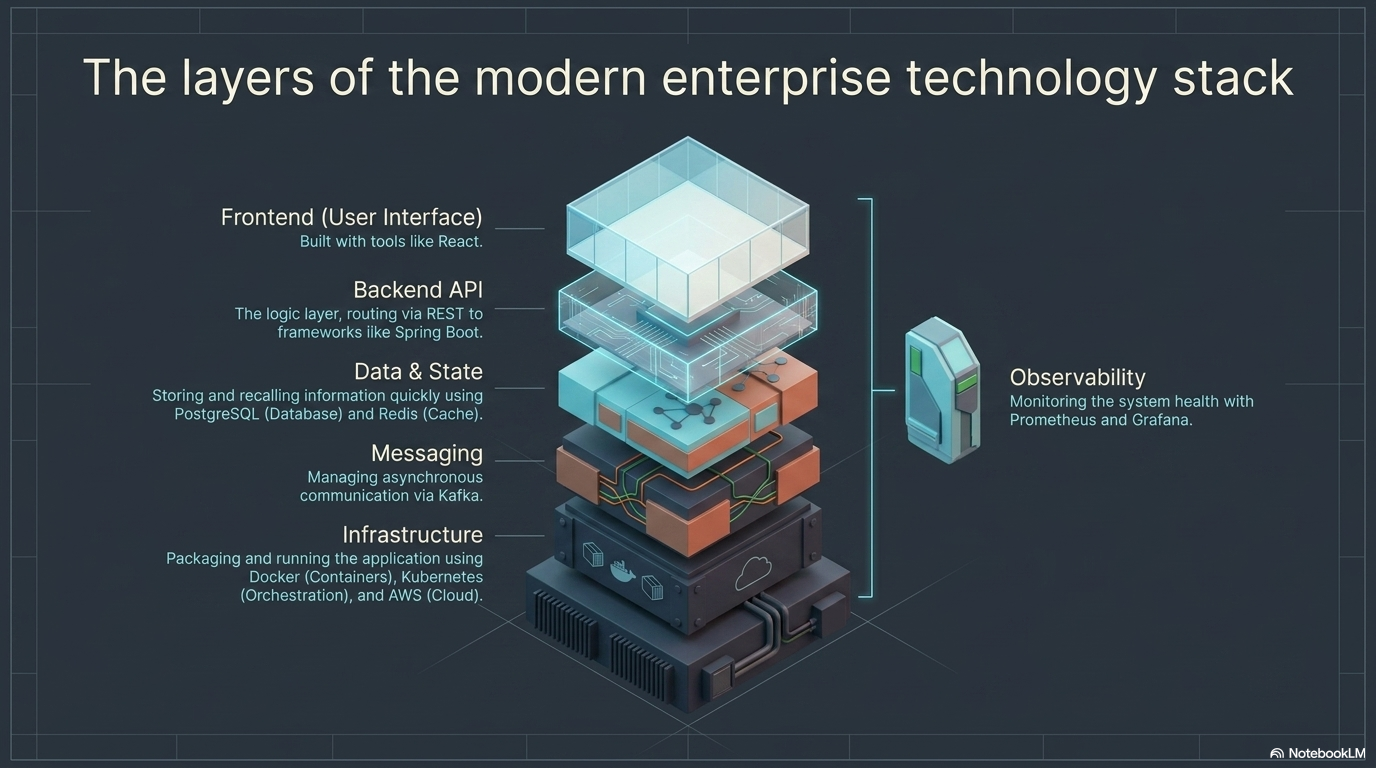 The layers of the modern enterprise technology stack
Frontend (User Interface)
Built with tools like React.
Backend API
The logic layer, routing via REST to
frameworks iike Spring Boot.
Data & State
Storing and recalling information quickly using
PostgreSQL (Database) and Redis (Cache).
Messaging
Managing asynchronous
communication via Kafka.
Infrastructure
Packaging and running the application using
Docker (Containers), Kubernetes
(Orchestration), and AWS (Cloud).
Observability
Monitoring the system health with
Prometheus and Grafana.
NotebookLM